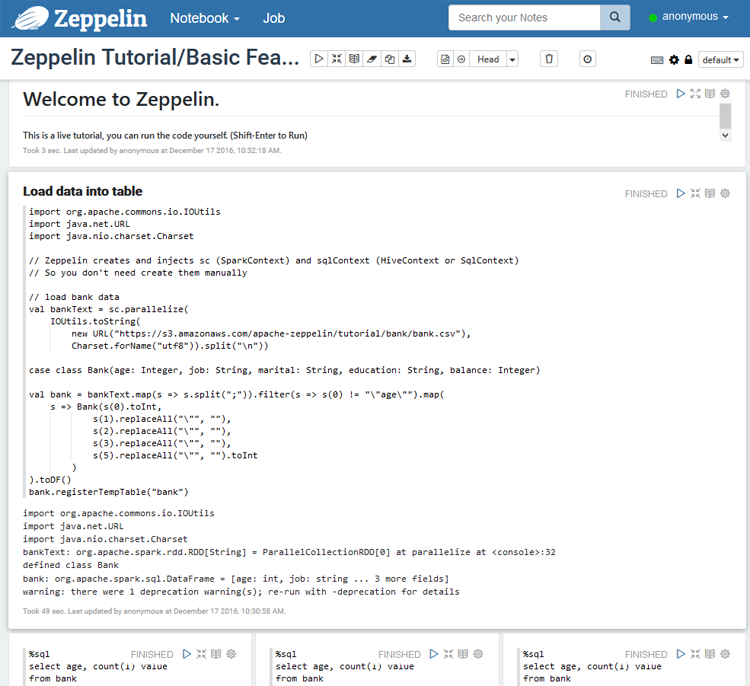 Zeppelin Notebook Job Search your Notes anonymous
Zeppelin Tutorial/Basic Fea... Head default
Welcome to Zeppelin. FINISHED
This is a live tutorial, you can run the code yourself. (Shift-Enter to Run)
Took 3 sec. Last updated by anonymous at December 17 2016, 10:32:18 AM.
Load data into table FINISHED
import org.apache.commons.io.IOUtils
import java.net.URL
import java.nio.charset.Charset
// Zeppelin creates and injects sc (SparkContext) and sqlContext (HiveContext or SqlContext)
// So you don't need create them manually
// load bank data
val bankText = sc.parallelize(
IOUtils.toString(
new URL("https://s3.amazonaws.com/apache-zeppelin/tutorial/bank/bank.csv"),
Charset.forName("utf8")).split("\n"))
case class Bank(age: Integer, job: String, marital: String, education: String, balance: Integer)
val bank = bankText.map(s => s.split(";")).filter(s => s(0) != "\"age\"").map(
s => Bank(s(0).toInt,
s(1).replaceAll("\"", ""),
s(2).replaceAll("\"", ""),
s(3).replaceAll("\"", ""),
s(5).replaceAll("\"", "").toInt
)
).toDF()
bank.registerTempTable("bank")
import org.apache.commons.io.IOUtils
import java.net.URL
import java.nio.charset.Charset
bankText: org.apache.spark.rdd.RDD[String] = ParallelCollectionRDD[0] at parallelize at <console>:32
defined class Bank
bank: org.apache.spark.sql.DataFrame = [age: int, job: string ... 3 more fields]
warning: there were 1 deprecation warning(s); re-run with -deprecation for details
Took 49 sec. Last updated by anonymous at December 17 2016, 10:30:58 AM.
%sql FINISHED
select age, count(1) value
from bank
%sql FINISHED
select age, count(1) value
from bank
%sql FINISHED
select age, count(1) value
from bank